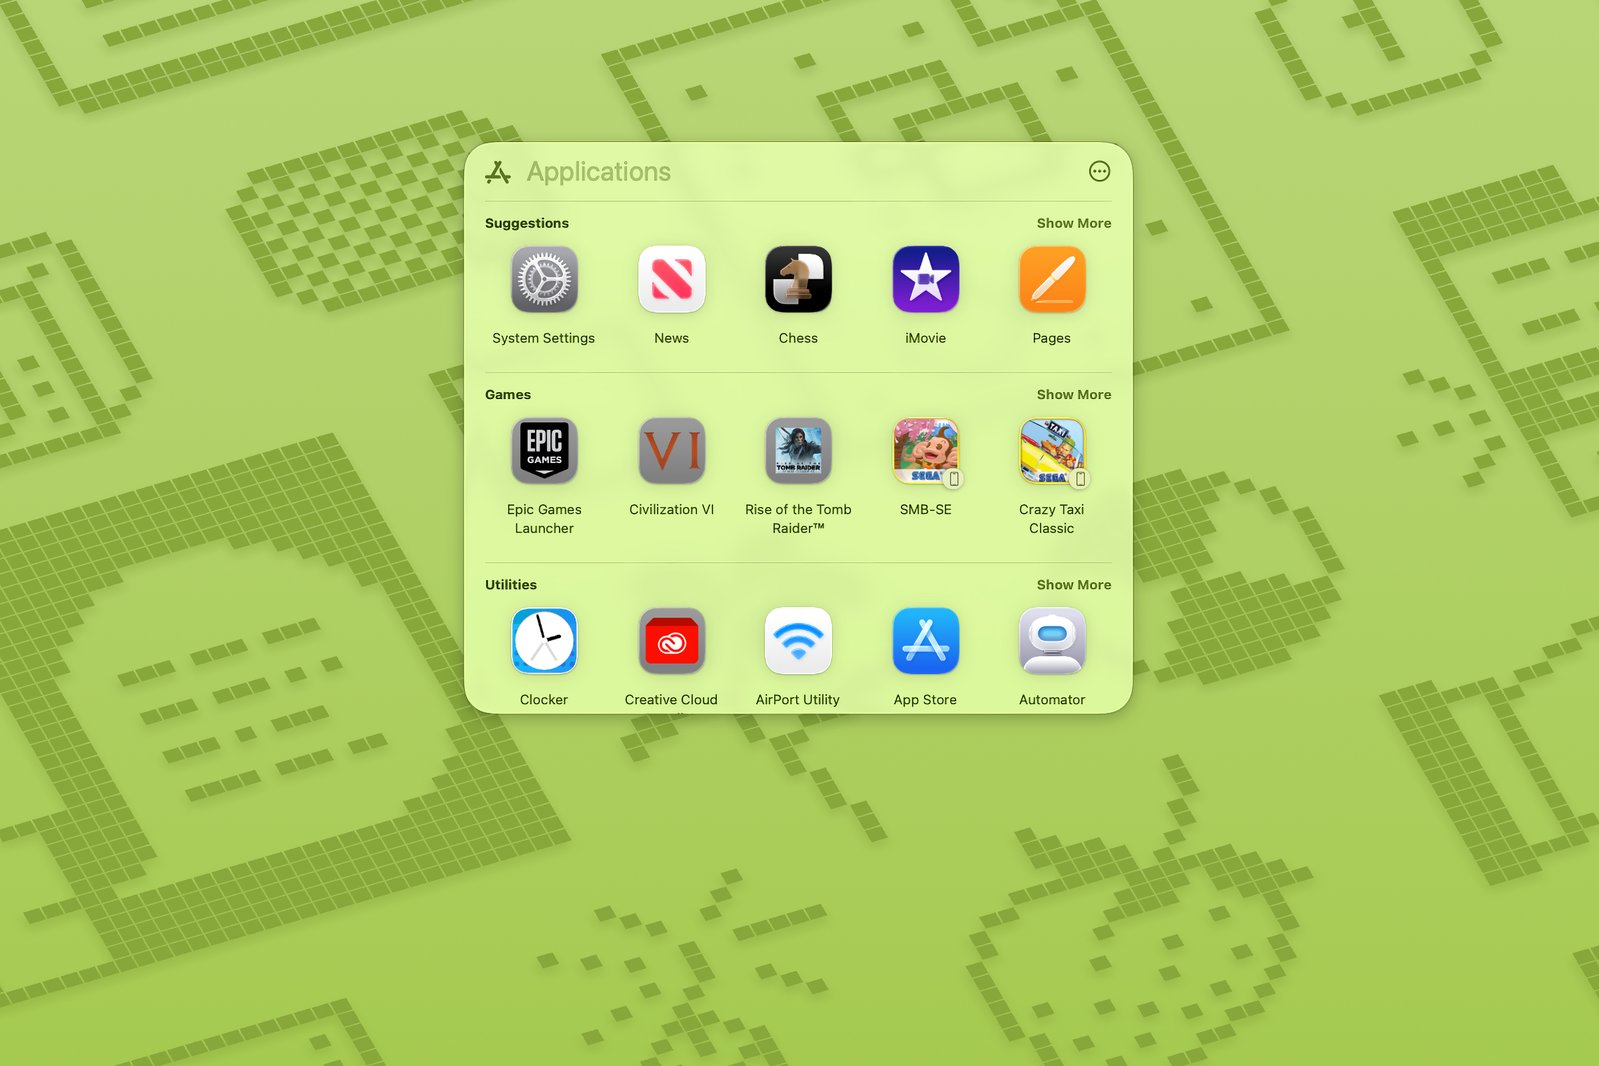 Applications
Suggestions
Show More
System Settings
News
Chess
iMovie
Pages
Games
Show More
EPIC
GAMES
VI
TOMB RAIDER
SEGA
TAXI
SEGA
Epic Games
Launcher
Civilization VI
Rise of the Tomb
Raider™
SMB-SE
Crazy Taxi
Classic
Utilities
Show More
Clocker
Creative Cloud
AirPort Utility
App Store
Automator